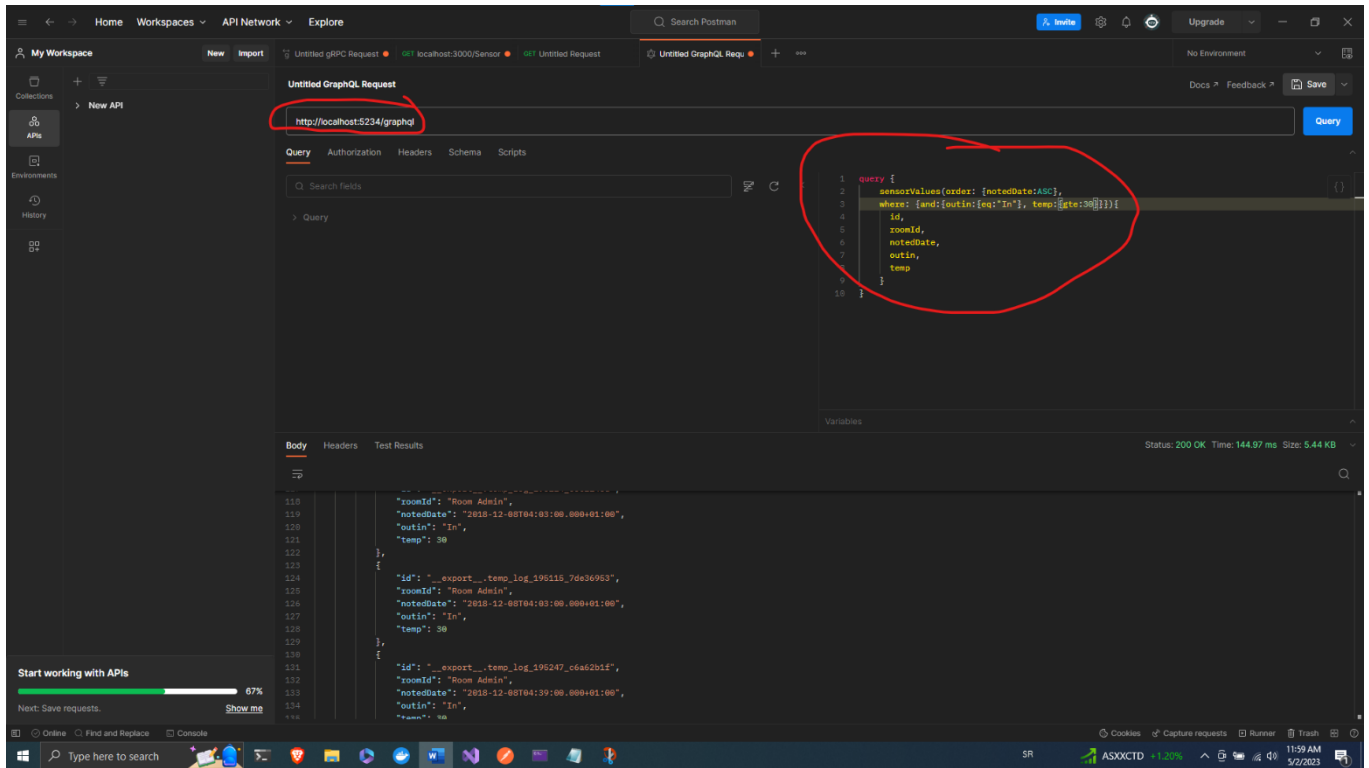 Home Workspaces API Network Explore Search Postman Invite Upgrade
My Workspace New Import Untitled gRPC Request GET localhost:3000/Sensor GET Untitled Request Untitled GraphQL Requ + No Environment
Collections
APIs
Environments
History
New API
Untitled GraphQL Request Docs Feedback Save
http://localhost:5234/graphql Query
Query Authorization Headers Schema Scripts
Search fields
> Query
1 query {
2 sensorValues(order: {notedDate:ASC},
3 where: {and:{outin:{eq:"In"}, temp:{gte:30}}}){
4 id,
5 roomId,
6 notedDate,
7 outin,
8 temp
9 }
10 }
Variables
Body Headers Test Results Status: 200 OK Time: 144.97 ms Size: 5.44 KB
118 "roomId": "Room Admin",
119 "notedDate": "2018-12-08T04:03:00.000+01:00",
120 "outin": "In",
121 "temp": 30
122 },
123 {
124 "id": "__export__.temp_log_195115_7de36953",
125 "roomId": "Room Admin",
126 "notedDate": "2018-12-08T04:03:00.000+01:00",
127 "outin": "In",
128 "temp": 30
129 },
130 {
131 "id": "__export__.temp_log_195247_c6a62b1f",
132 "roomId": "Room Admin",
133 "notedDate": "2018-12-08T04:39:00.000+01:00",
134 "outin": "In",
135 "temp": 30
Start working with APIs
67%
Next: Save requests. Show me
Online Find and Replace Console Cookies Capture requests Runner Trash
Type here to search SR ASXXCTD +1.20% 11:59 AM
5/2/2023